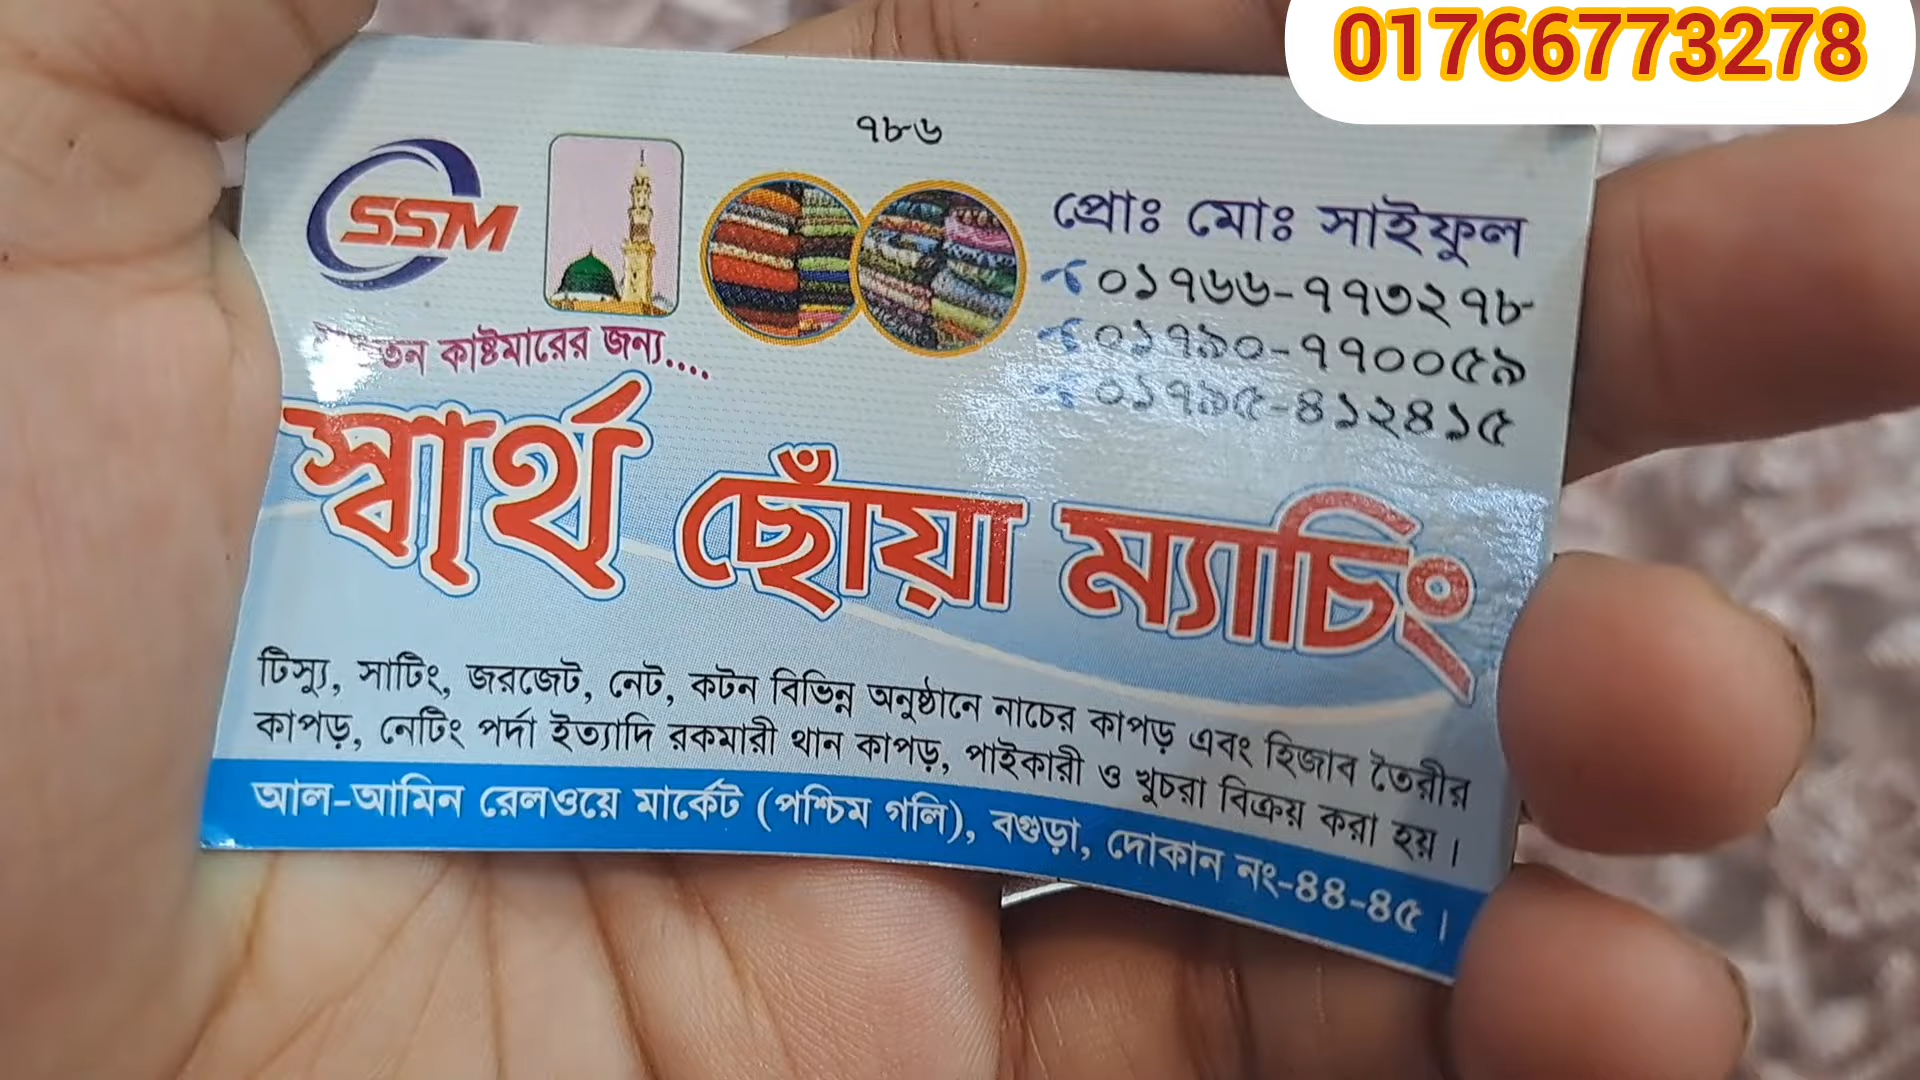 01766773278
৭৮৬
SSM
প্রোঃ মোঃ সাইফুল
০১৭৬৬-৭৭৩২৭৮
০১৭৯০-৭৭০০৫৯
০১৭৯৫-৪১২৪১৫
কাষ্টমারের জন্য....
স্বার্থ ছোঁয়া ম্যাচিং
টিস্যু, সাটিং, জরজেট, নেট, কটন বিভিন্ন অনুষ্ঠানে নাচের কাপড় এবং হিজাব তৈরীর
কাপড়, নেটিং পর্দা ইত্যাদি রকমারী থান কাপড়, পাইকারী ও খুচরা বিক্রয় করা হয়।
আল-আমিন রেলওয়ে মার্কেট (পশ্চিম গলি), বগুড়া, দোকান নং-৪৪-৪৫।